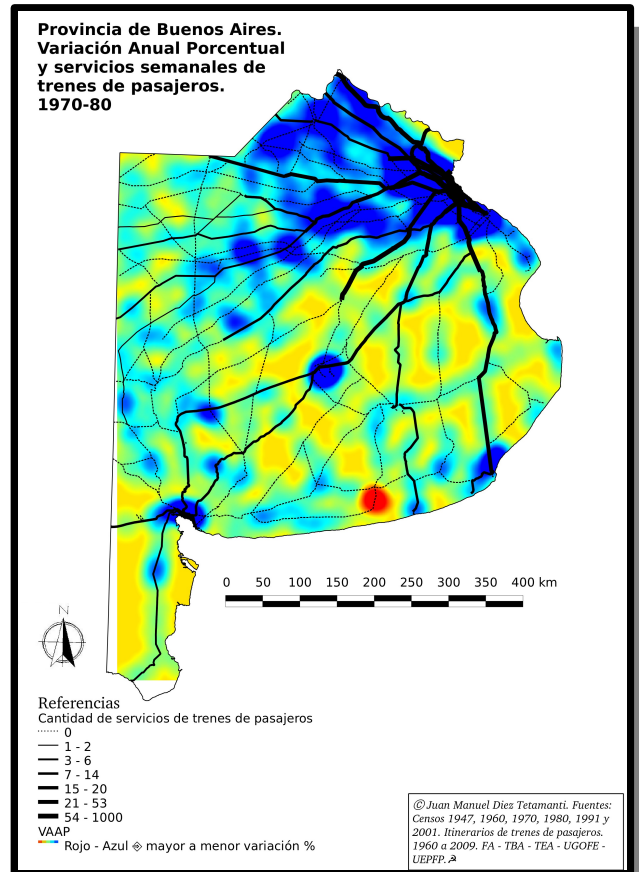 Provincia de Buenos Aires.
Variación Anual Porcentual
y servicios semanales de
trenes de pasajeros.
1970-80
0 50 100 150 200 250 300 350 400 km
N
Referencias
Cantidad de servicios de trenes de pasajeros
0
1 - 2
3 - 6
7 - 14
15 - 20
21 - 53
54 - 1000
VAAP
Rojo - Azul ⟐ mayor a menor variación %
Ⓒ Juan Manuel Diez Tetamanti. Fuentes:
Censos 1947, 1960, 1970, 1980, 1991 y
2001. Itinerarios de trenes de pasajeros.
1960 a 2009. FA - TBA - TEA - UGOFE -
UEPFP.☭